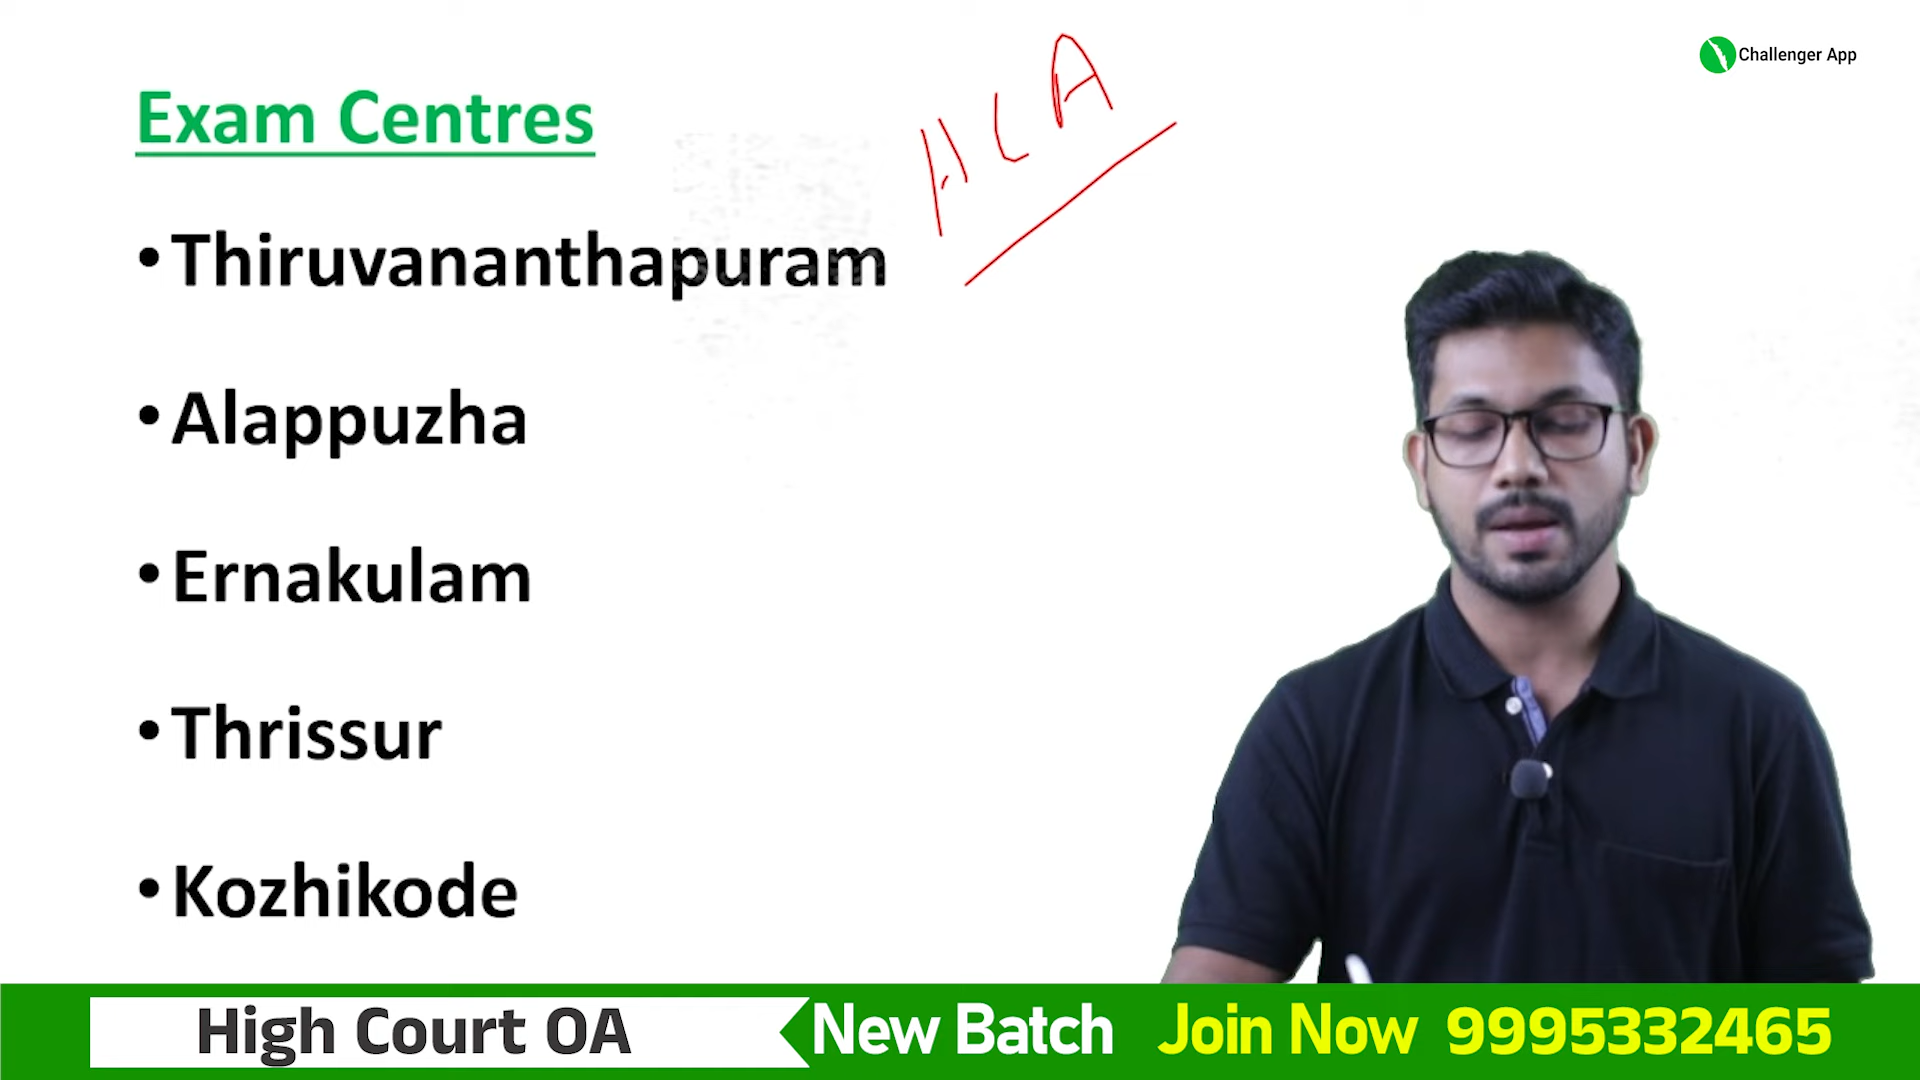 Challenger App
HCA
Exam Centres
• Thiruvananthapuram
• Alappuzha
• Ernakulam
• Thrissur
• Kozhikode
High Court OA New Batch Join Now 9995332465